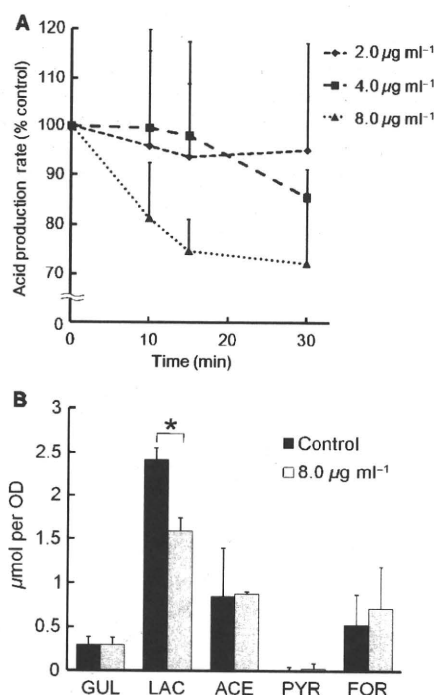 A
Acid production rate (% control)
120
110
100
90
80
70
0
0
10
20
30
Time (min)
2.0 µg ml⁻¹
4.0 µg ml⁻¹
8.0 µg ml⁻¹
B
µmol per OD
3
2.5
2
1.5
1
0.5
0
*
Control
8.0 µg ml⁻¹
GUL LAC ACE PYR FOR